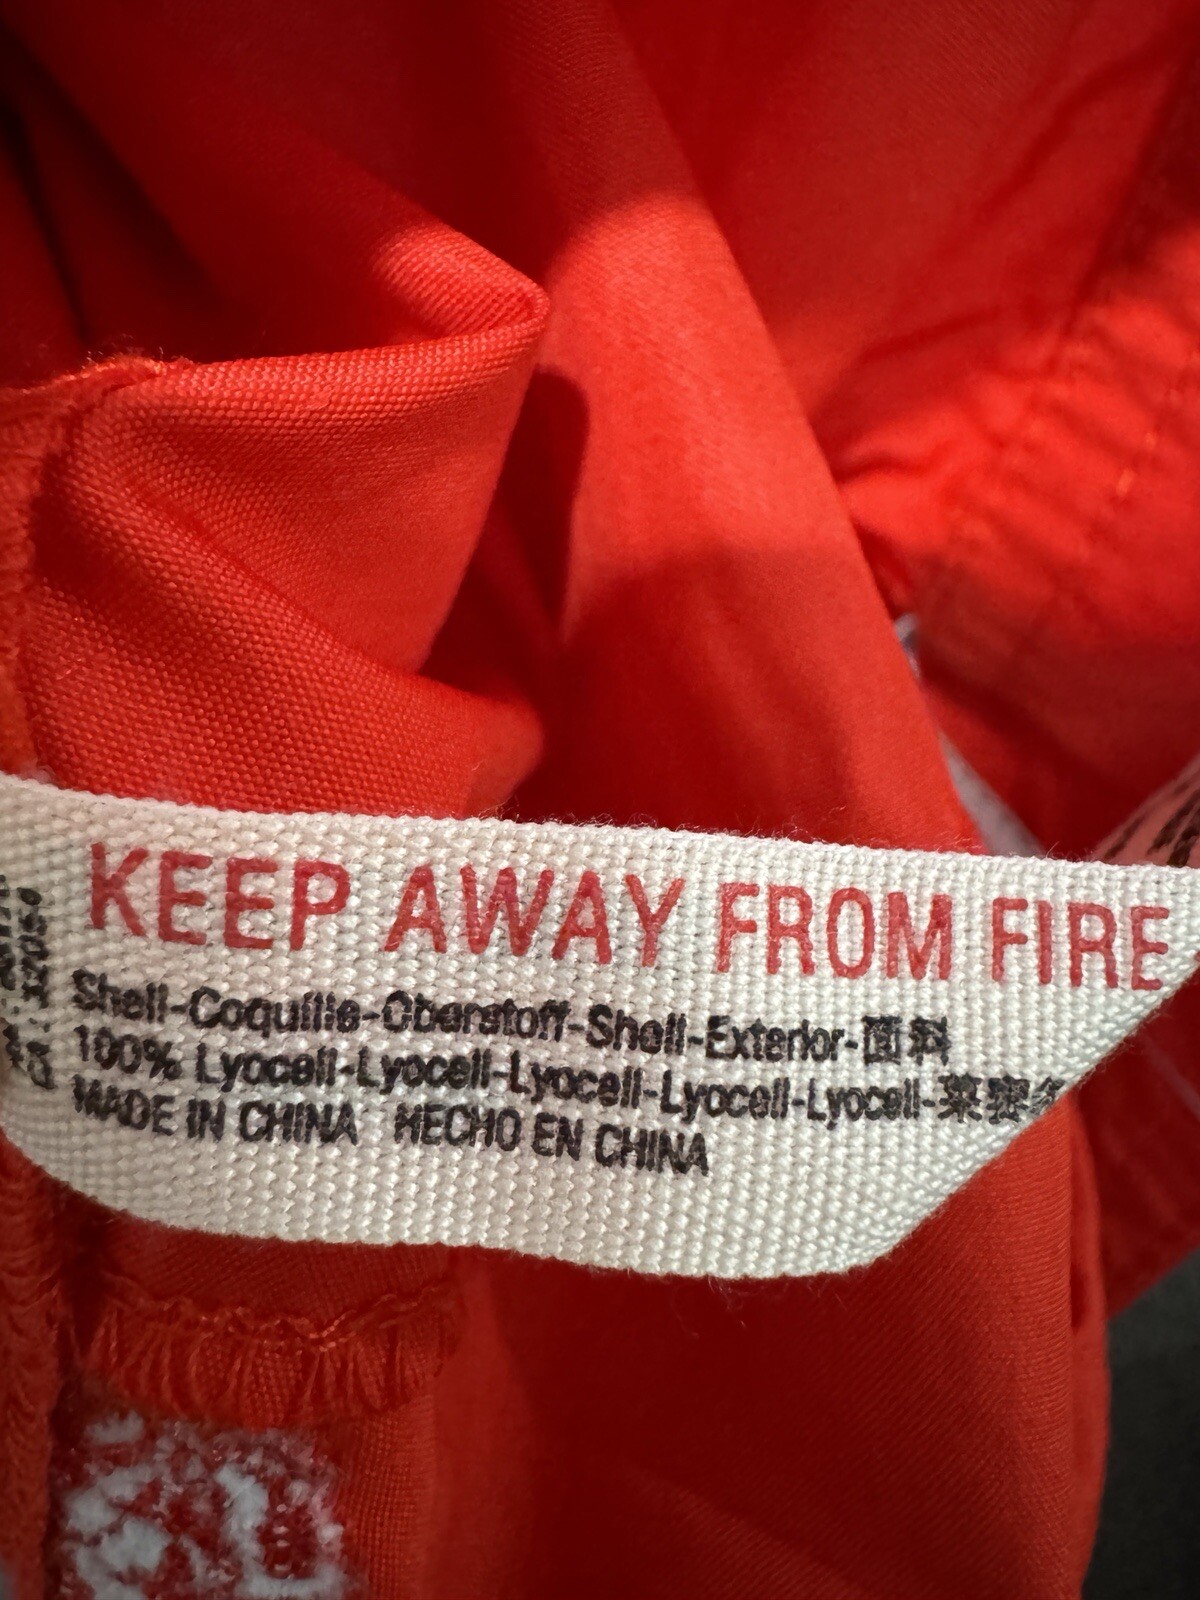 KEEP AWAY FROM FIRE
Shell-Coquille-Oberstoff-Shell-Exterior-面料
100% Lyocell-Lyocell-Lyocell-Lyocell-Lyocell-莱赛
MADE IN CHINA HECHO EN CHINA